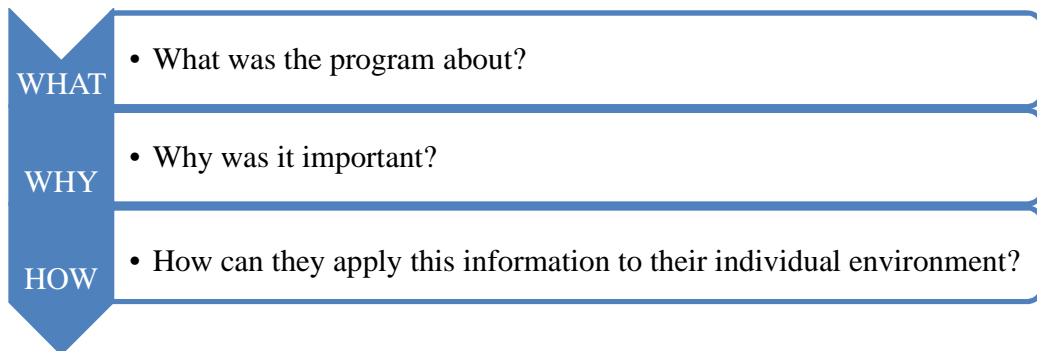 WHAT
• What was the program about?
WHY
• Why was it important?
HOW
• How can they apply this information to their individual environment?